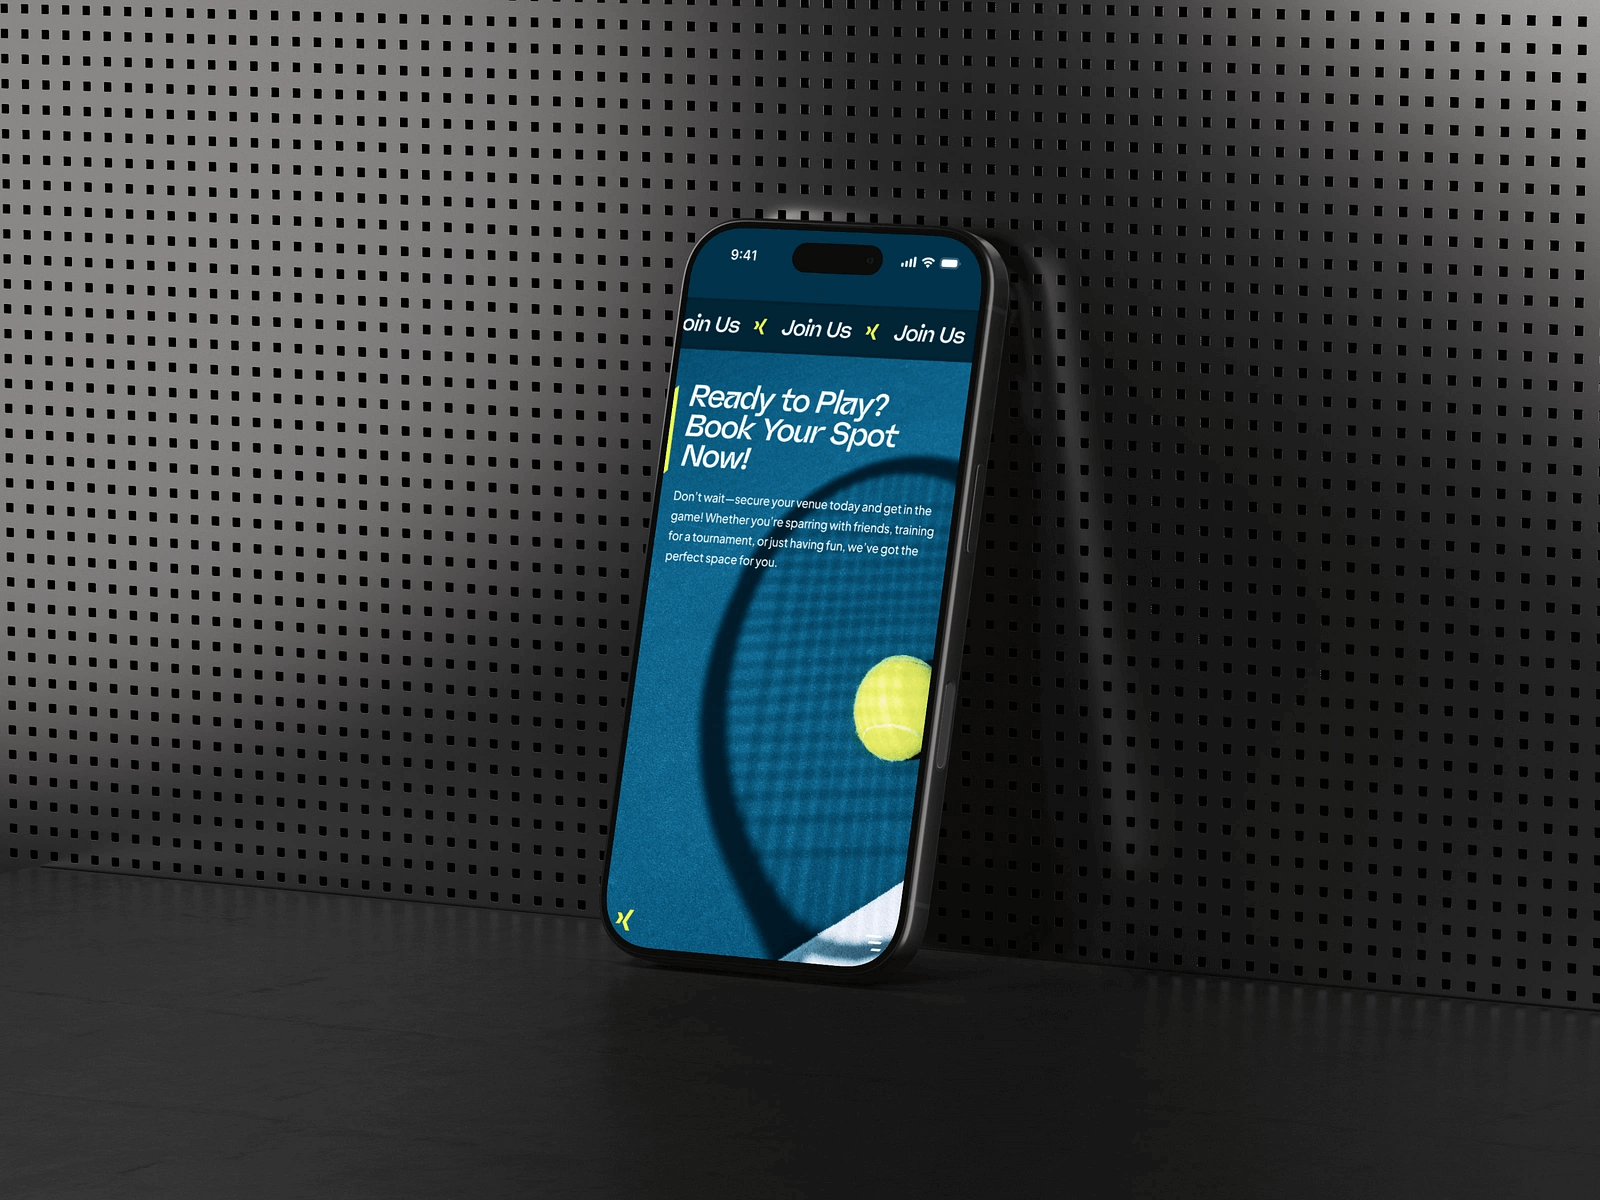 9:41
oin Us Join Us Join Us
Ready to Play?
Book Your Spot
Now!
Don't wait—secure your venue today and get in the
game! Whether you're sparring with friends, training
for a tournament, or just having fun, we've got the
perfect space for you.